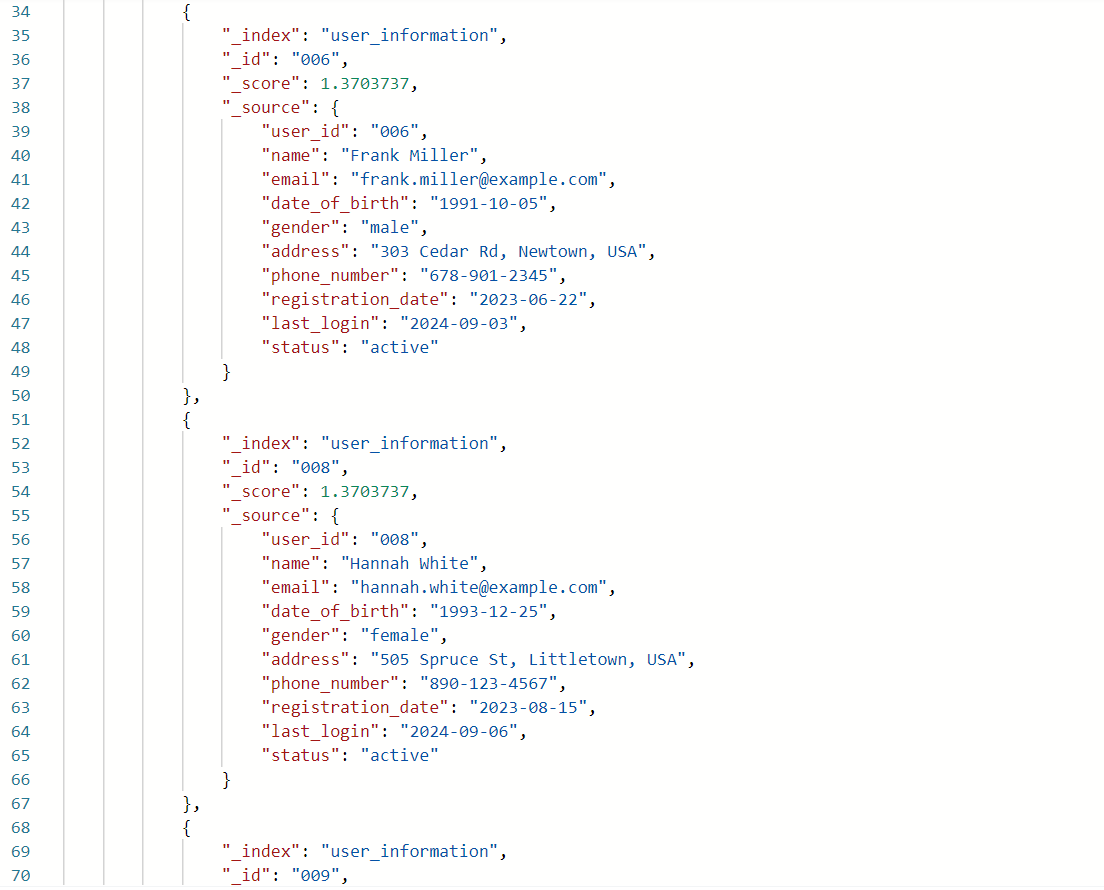 34 {
35 "_index": "user_information",
36 "_id": "006",
37 "_score": 1.3703737,
38 "_source": {
39 "user_id": "006",
40 "name": "Frank Miller",
41 "email": "frank.miller@example.com",
42 "date_of_birth": "1991-10-05",
43 "gender": "male",
44 "address": "303 Cedar Rd, Newtown, USA",
45 "phone_number": "678-901-2345",
46 "registration_date": "2023-06-22",
47 "last_login": "2024-09-03",
48 "status": "active"
49 }
50 },
51 {
52 "_index": "user_information",
53 "_id": "008",
54 "_score": 1.3703737,
55 "_source": {
56 "user_id": "008",
57 "name": "Hannah White",
58 "email": "hannah.white@example.com",
59 "date_of_birth": "1993-12-25",
60 "gender": "female",
61 "address": "505 Spruce St, Littletown, USA",
62 "phone_number": "890-123-4567",
63 "registration_date": "2023-08-15",
64 "last_login": "2024-09-06",
65 "status": "active"
66 }
67 },
68 {
69 "_index": "user_information",
70 "_id": "009",